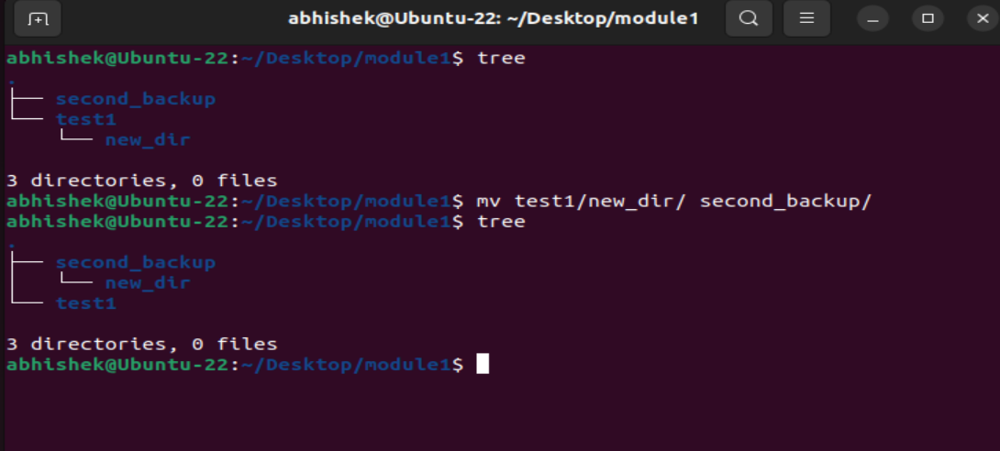 abhishek@Ubuntu-22: ~/Desktop/module1
abhishek@Ubuntu-22:~/Desktop/module1$ tree
.
├── second_backup
└── test1
    └── new_dir
3 directories, 0 files
abhishek@Ubuntu-22:~/Desktop/module1$ mv test1/new_dir/ second_backup/
abhishek@Ubuntu-22:~/Desktop/module1$ tree
.
├── second_backup
│   └── new_dir
└── test1
3 directories, 0 files
abhishek@Ubuntu-22:~/Desktop/module1$